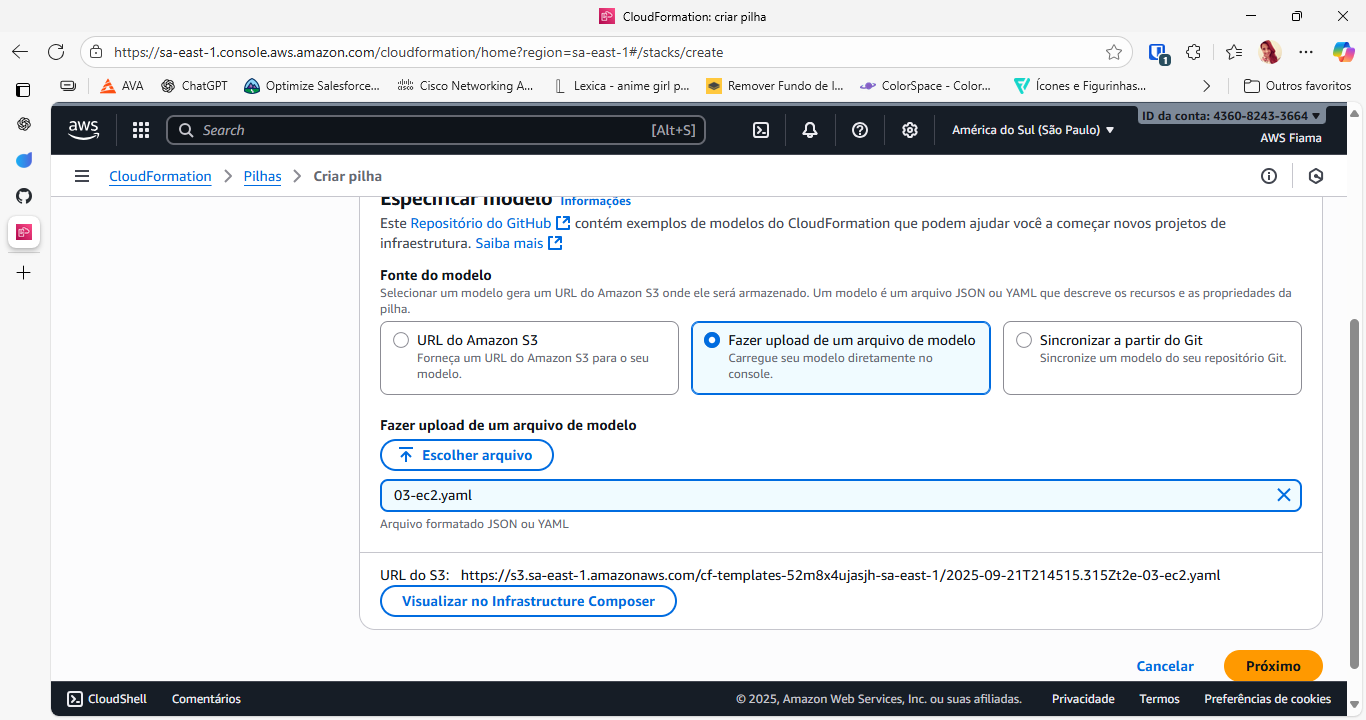 CloudFormation: criar pilha
https://sa-east-1.console.aws.amazon.com/cloudformation/home?region=sa-east-1#/stacks/create
1
AVA
ChatGPT
Optimize Salesforce...
Cisco Networking A...
Lexica - anime girl p...
Remover Fundo de I...
ColorSpace - Color...
Ícones e Figurinhas...
Outros favoritos
aws
Search
[Alt+S]
América do Sul (São Paulo)
ID da conta: 4360-8243-3664
AWS Fiama
CloudFormation
Pilhas
Criar pilha
Especificar modelo Informações
Este Repositório do GitHub contém exemplos de modelos do CloudFormation que podem ajudar você a começar novos projetos de
infraestrutura. Saiba mais
Fonte do modelo
Selecionar um modelo gera um URL do Amazon S3 onde ele será armazenado. Um modelo é um arquivo JSON ou YAML que descreve os recursos e as propriedades da
pilha.
URL do Amazon S3
Forneça um URL do Amazon S3 para o seu
modelo.
Fazer upload de um arquivo de modelo
Carregue seu modelo diretamente no
console.
Sincronizar a partir do Git
Sincronize um modelo do seu repositório Git.
Fazer upload de um arquivo de modelo
Escolher arquivo
03-ec2.yaml
Arquivo formatado JSON ou YAML
URL do S3: https://s3.sa-east-1.amazonaws.com/cf-templates-52m8x4ujasjh-sa-east-1/2025-09-21T214515.315Zt2e-03-ec2.yaml
Visualizar no Infrastructure Composer
Cancelar
Próximo
CloudShell
Comentários
© 2025, Amazon Web Services, Inc. ou suas afiliadas.
Privacidade
Termos
Preferências de cookies